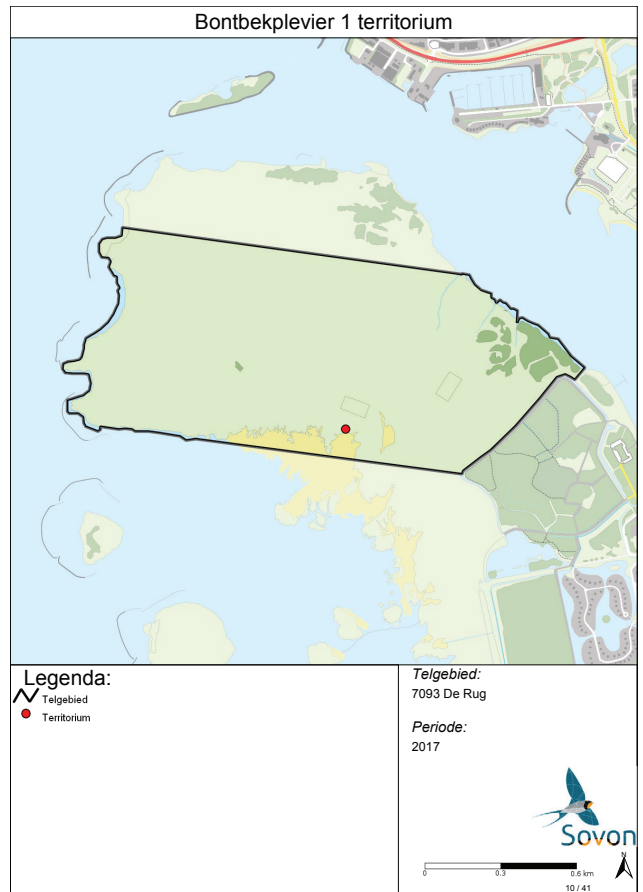 Bontbekplevier 1 territorium
Legenda:
Telgebied
Territorium
Telgebied:
7093 De Rug
Periode:
2017
Sovon
N
0 0.3 0.6 km
10 / 41